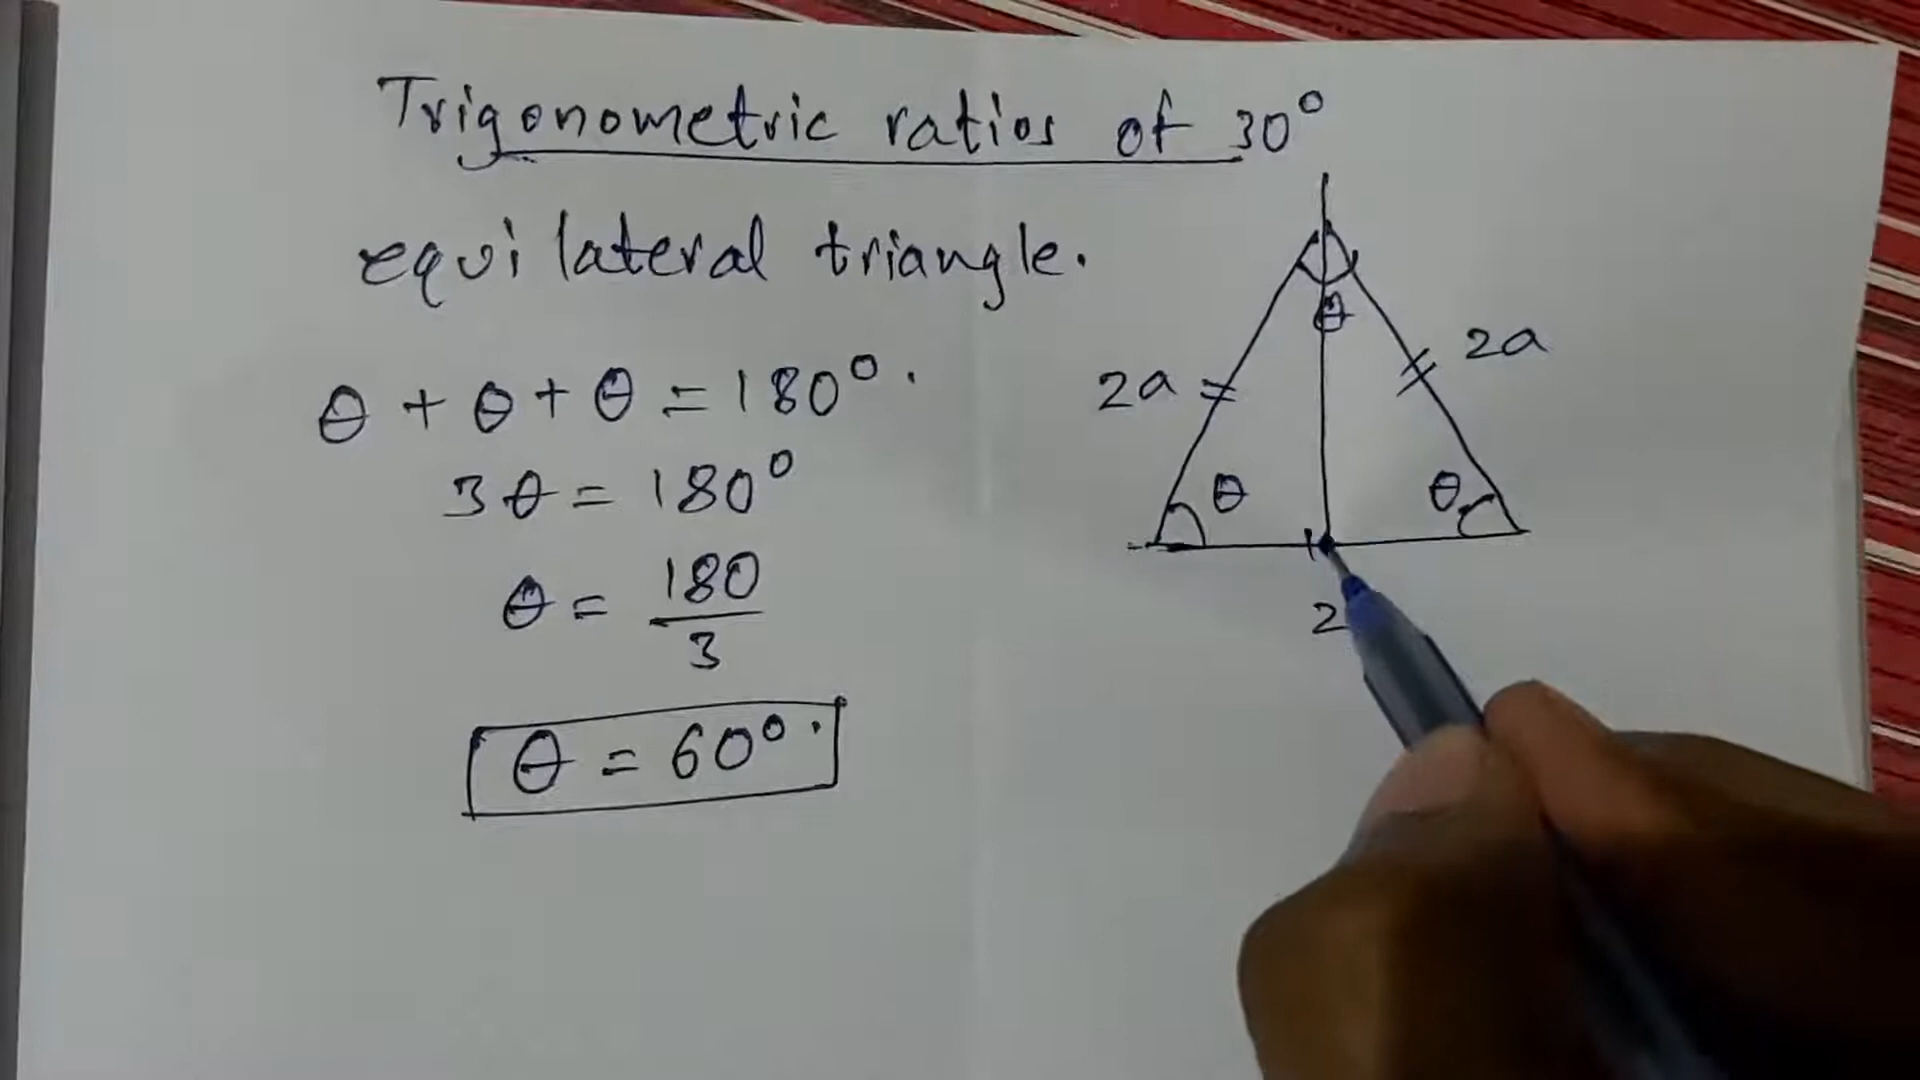 Trigonometric ratios of 30°
equilateral triangle.
θ + θ + θ = 180°.
3θ = 180°
θ = 180/3
θ = 60°.
θ
2a
2a
θ
θ
2